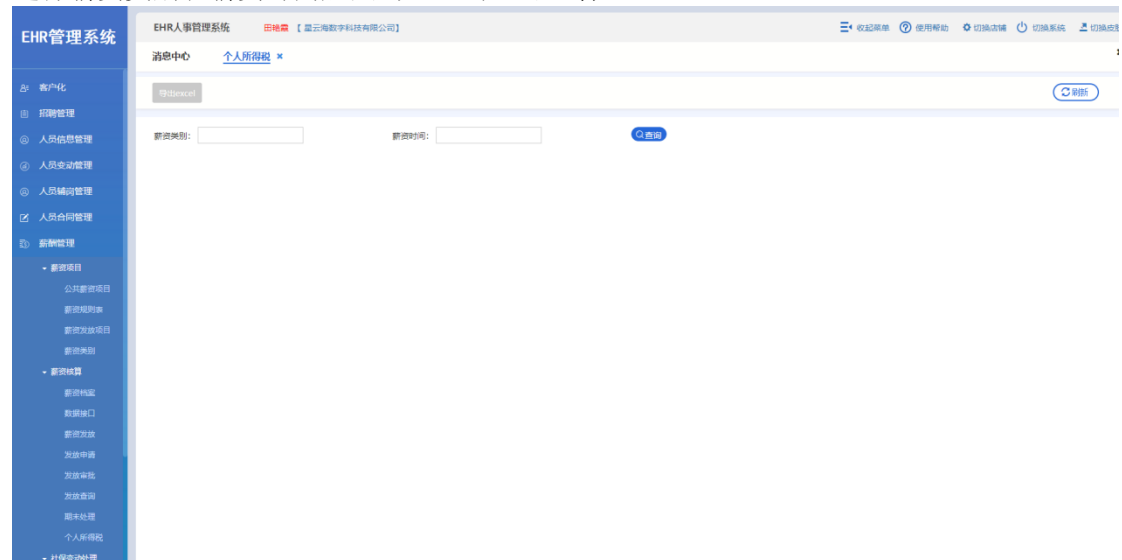 EHR管理系统
EHR人事管理系统 田艳霞 【星云海数字科技有限公司】 收起菜单 使用帮助 切换店铺 切换系统 切换皮肤
消息中心 个人所得税 ×
导出excel 刷新
薪资类别： 薪资时间： 查询
客户化
招聘管理
人员信息管理
人员变动管理
人员辅岗管理
人员合同管理
薪酬管理
薪资项目
公共薪资项目
薪资规则表
薪资发放项目
薪资类别
薪资核算
薪资档案
数据接口
薪资发放
发放申请
发放审批
发放查询
期末处理
个人所得税
社保变动处理